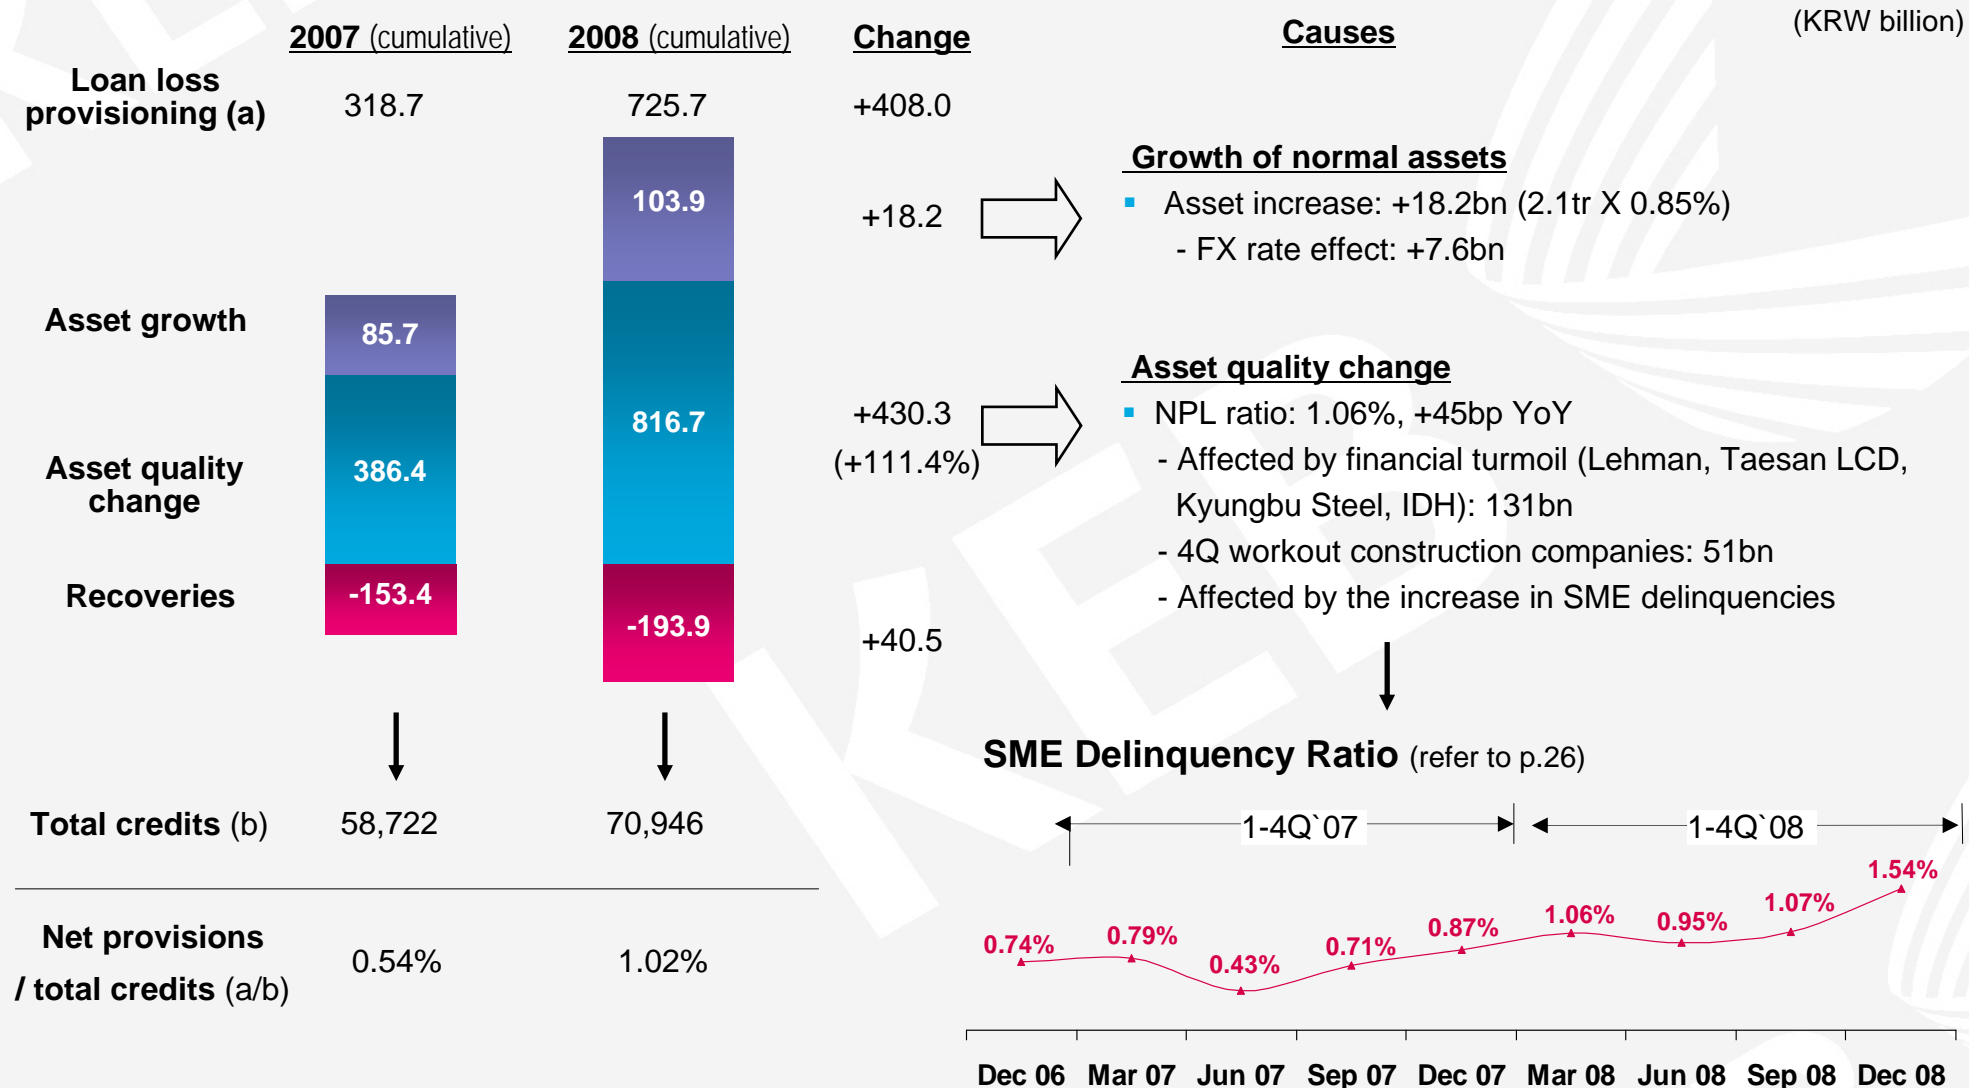 (KRW billion)
2007 (cumulative) 2008 (cumulative) Change Causes
Loan loss
provisioning (a) 318.7 725.7 +408.0
103.9 +18.2
Growth of normal assets
▪ Asset increase: +18.2bn (2.1tr X 0.85%)
- FX rate effect: +7.6bn
Asset growth 85.7
Asset quality
change 386.4 816.7 +430.3
(+111.4%)
Asset quality change
▪ NPL ratio: 1.06%, +45bp YoY
- Affected by financial turmoil (Lehman, Taesan LCD,
Kyungbu Steel, IDH): 131bn
- 4Q workout construction companies: 51bn
- Affected by the increase in SME delinquencies
Recoveries -153.4 -193.9 +40.5
Total credits (b) 58,722 70,946
Net provisions
/ total credits (a/b) 0.54% 1.02%
SME Delinquency Ratio (refer to p.26)
1-4Q`07 1-4Q`08
0.74% 0.79% 0.43% 0.71% 0.87% 1.06% 0.95% 1.07% 1.54%
Dec 06 Mar 07 Jun 07 Sep 07 Dec 07 Mar 08 Jun 08 Sep 08 Dec 08
KEB